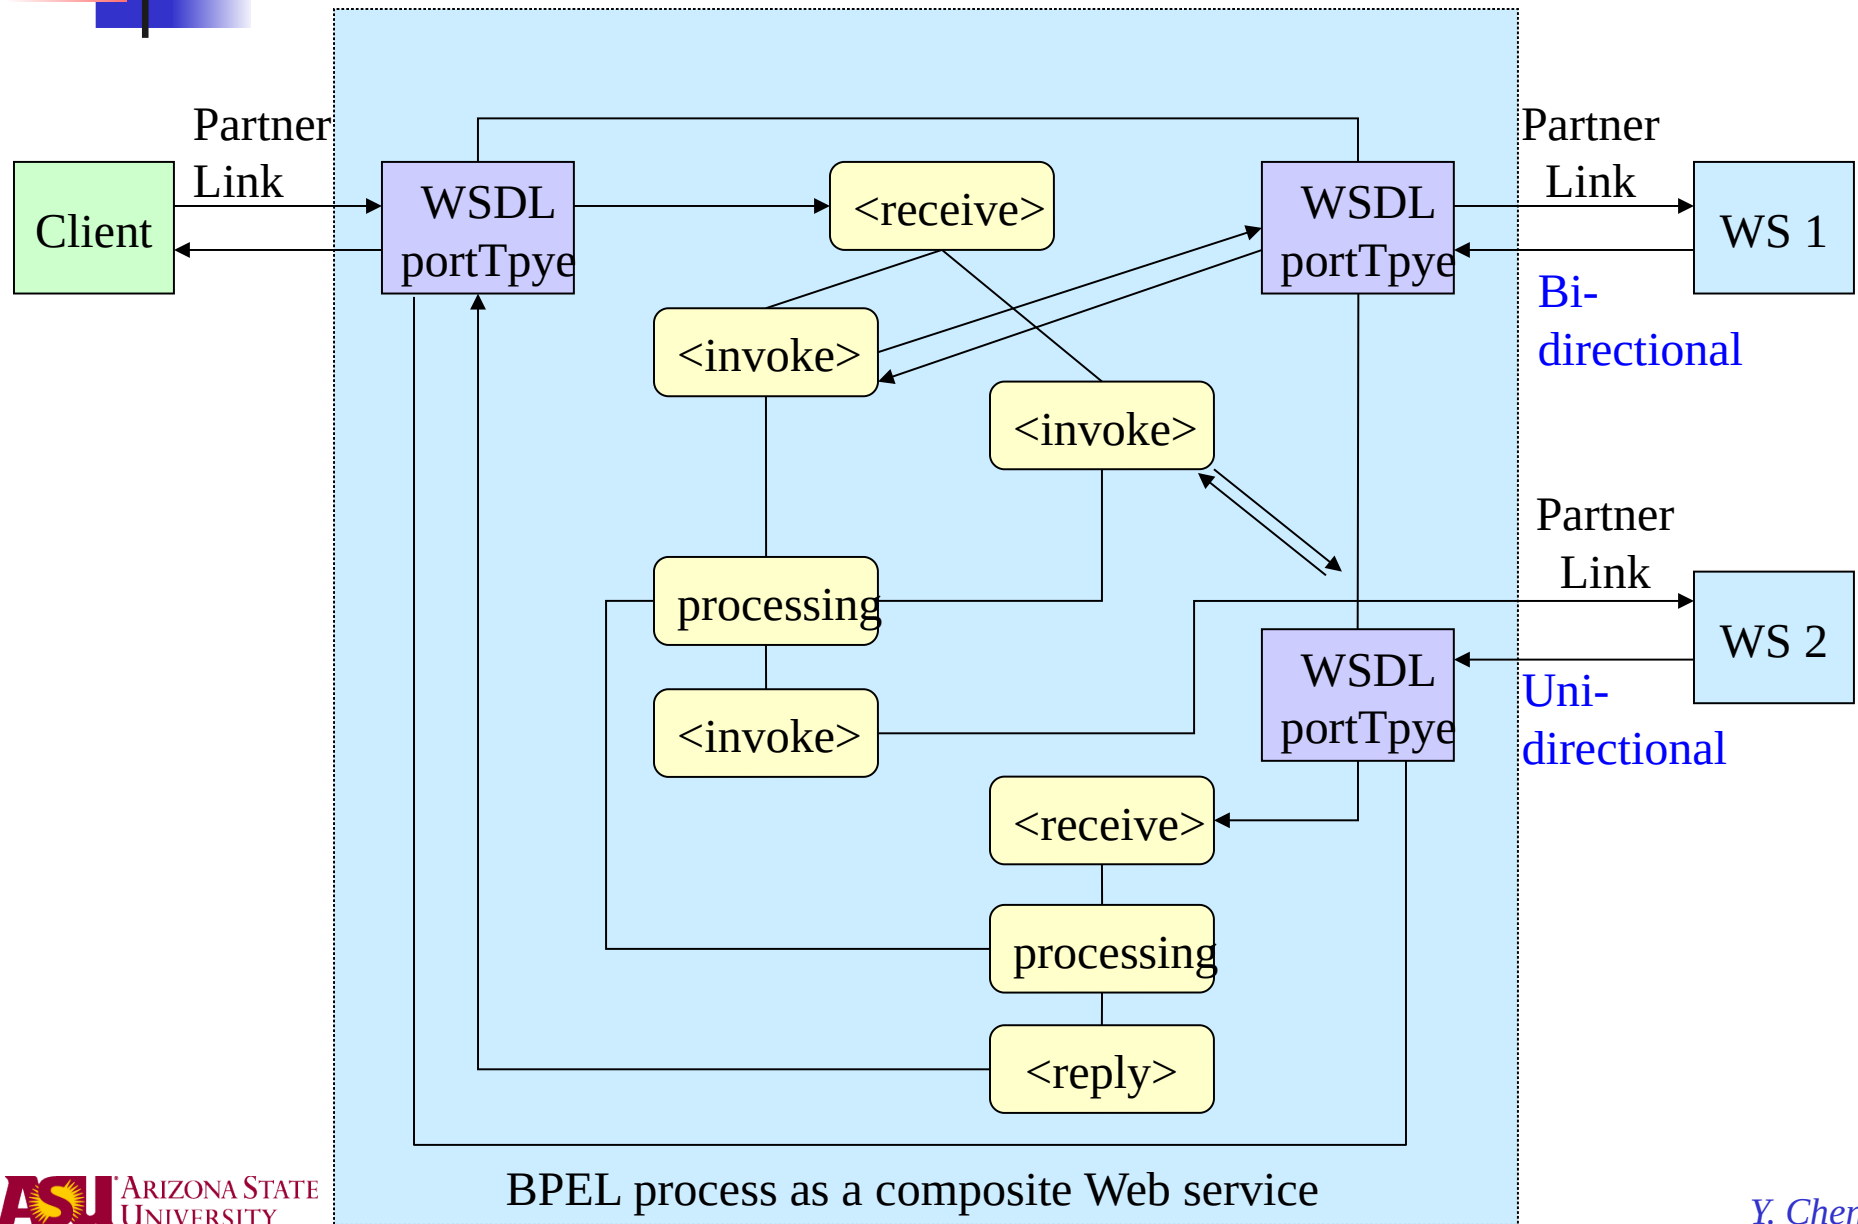 Partner
Link
Client
WSDL
portTpye
<receive>
WSDL
portTpye
Partner
Link
WS 1
Bi-
directional
<invoke>
<invoke>
Partner
Link
WS 2
processing
WSDL
portTpye
Uni-
directional
<invoke>
<receive>
processing
<reply>
BPEL process as a composite Web service
ASU ARIZONA STATE
UNIVERSITY
Y. Chen